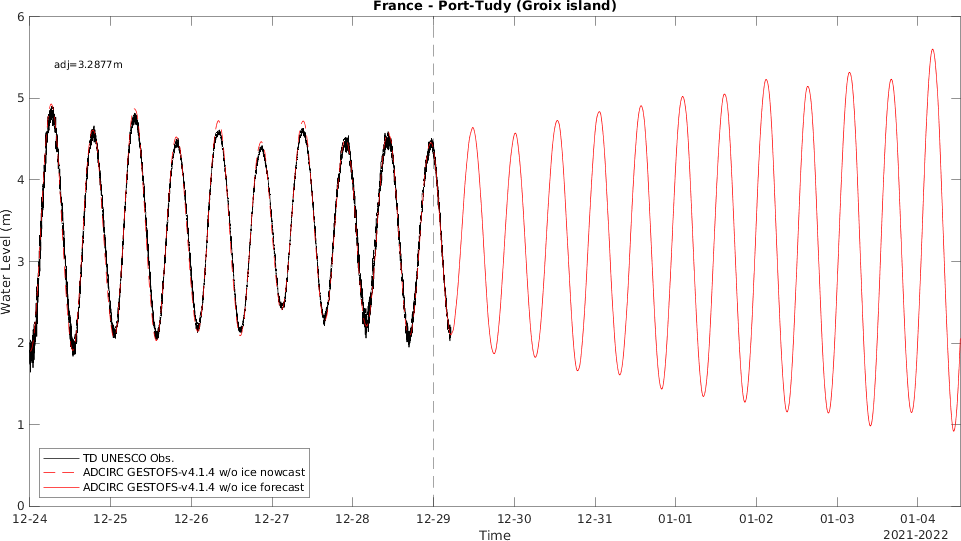 France - Port-Tudy (Groix island)
adj=3.2877m
6
5
4
3
2
1
0
Water Level (m)
TD UNESCO Obs.
ADCIRC GESTOFS-v4.1.4 w/o ice nowcast
ADCIRC GESTOFS-v4.1.4 w/o ice forecast
12-24 12-25 12-26 12-27 12-28 12-29 12-30 12-31 01-01 01-02 01-03 01-04
Time
2021-2022